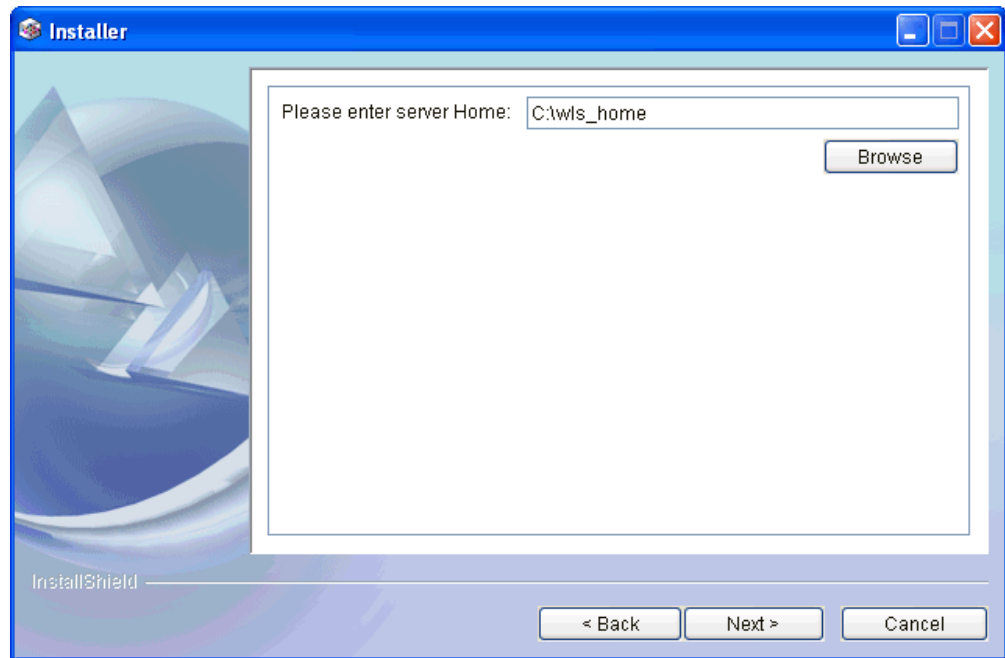 Installer
Please enter server Home: C:\wls_home
Browse
InstallShield
< Back Next > Cancel